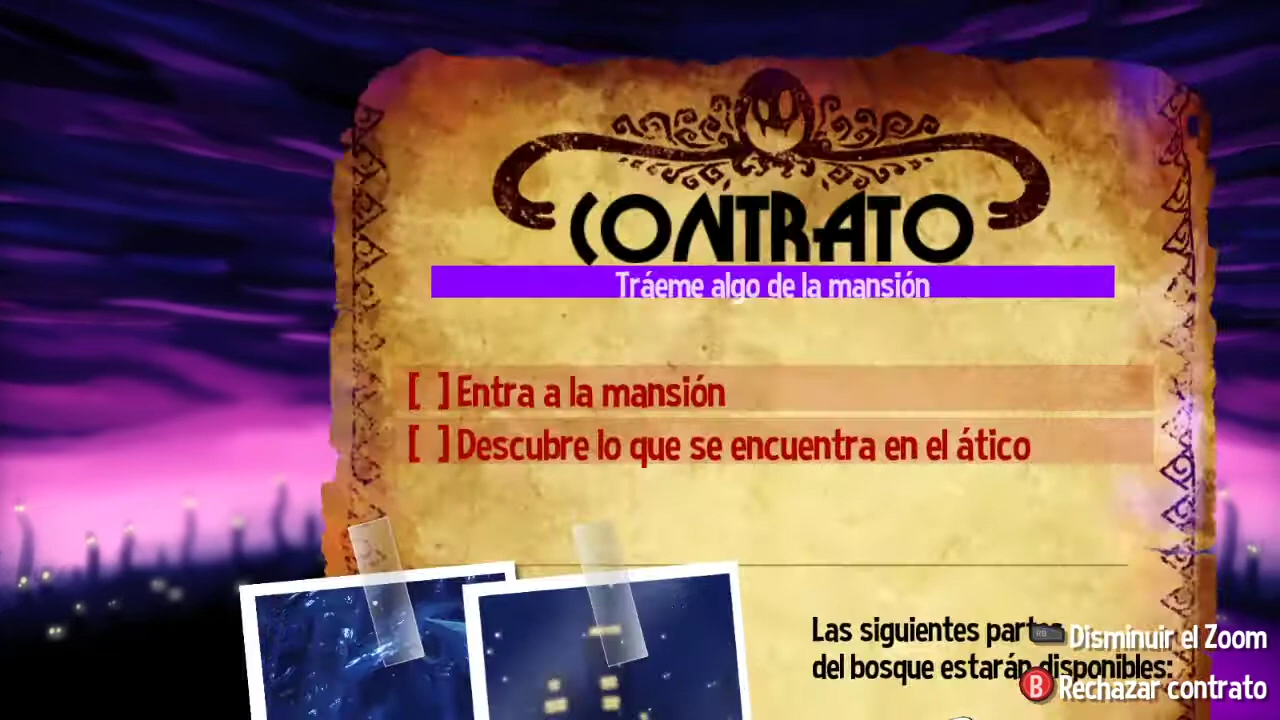 CONTRATO
Tráeme algo de la mansión
[ ] Entra a la mansión
[ ] Descubre lo que se encuentra en el ático
Las siguientes partes
del bosque estarán disponibles:
RB Disminuir el Zoom
B Rechazar contrato